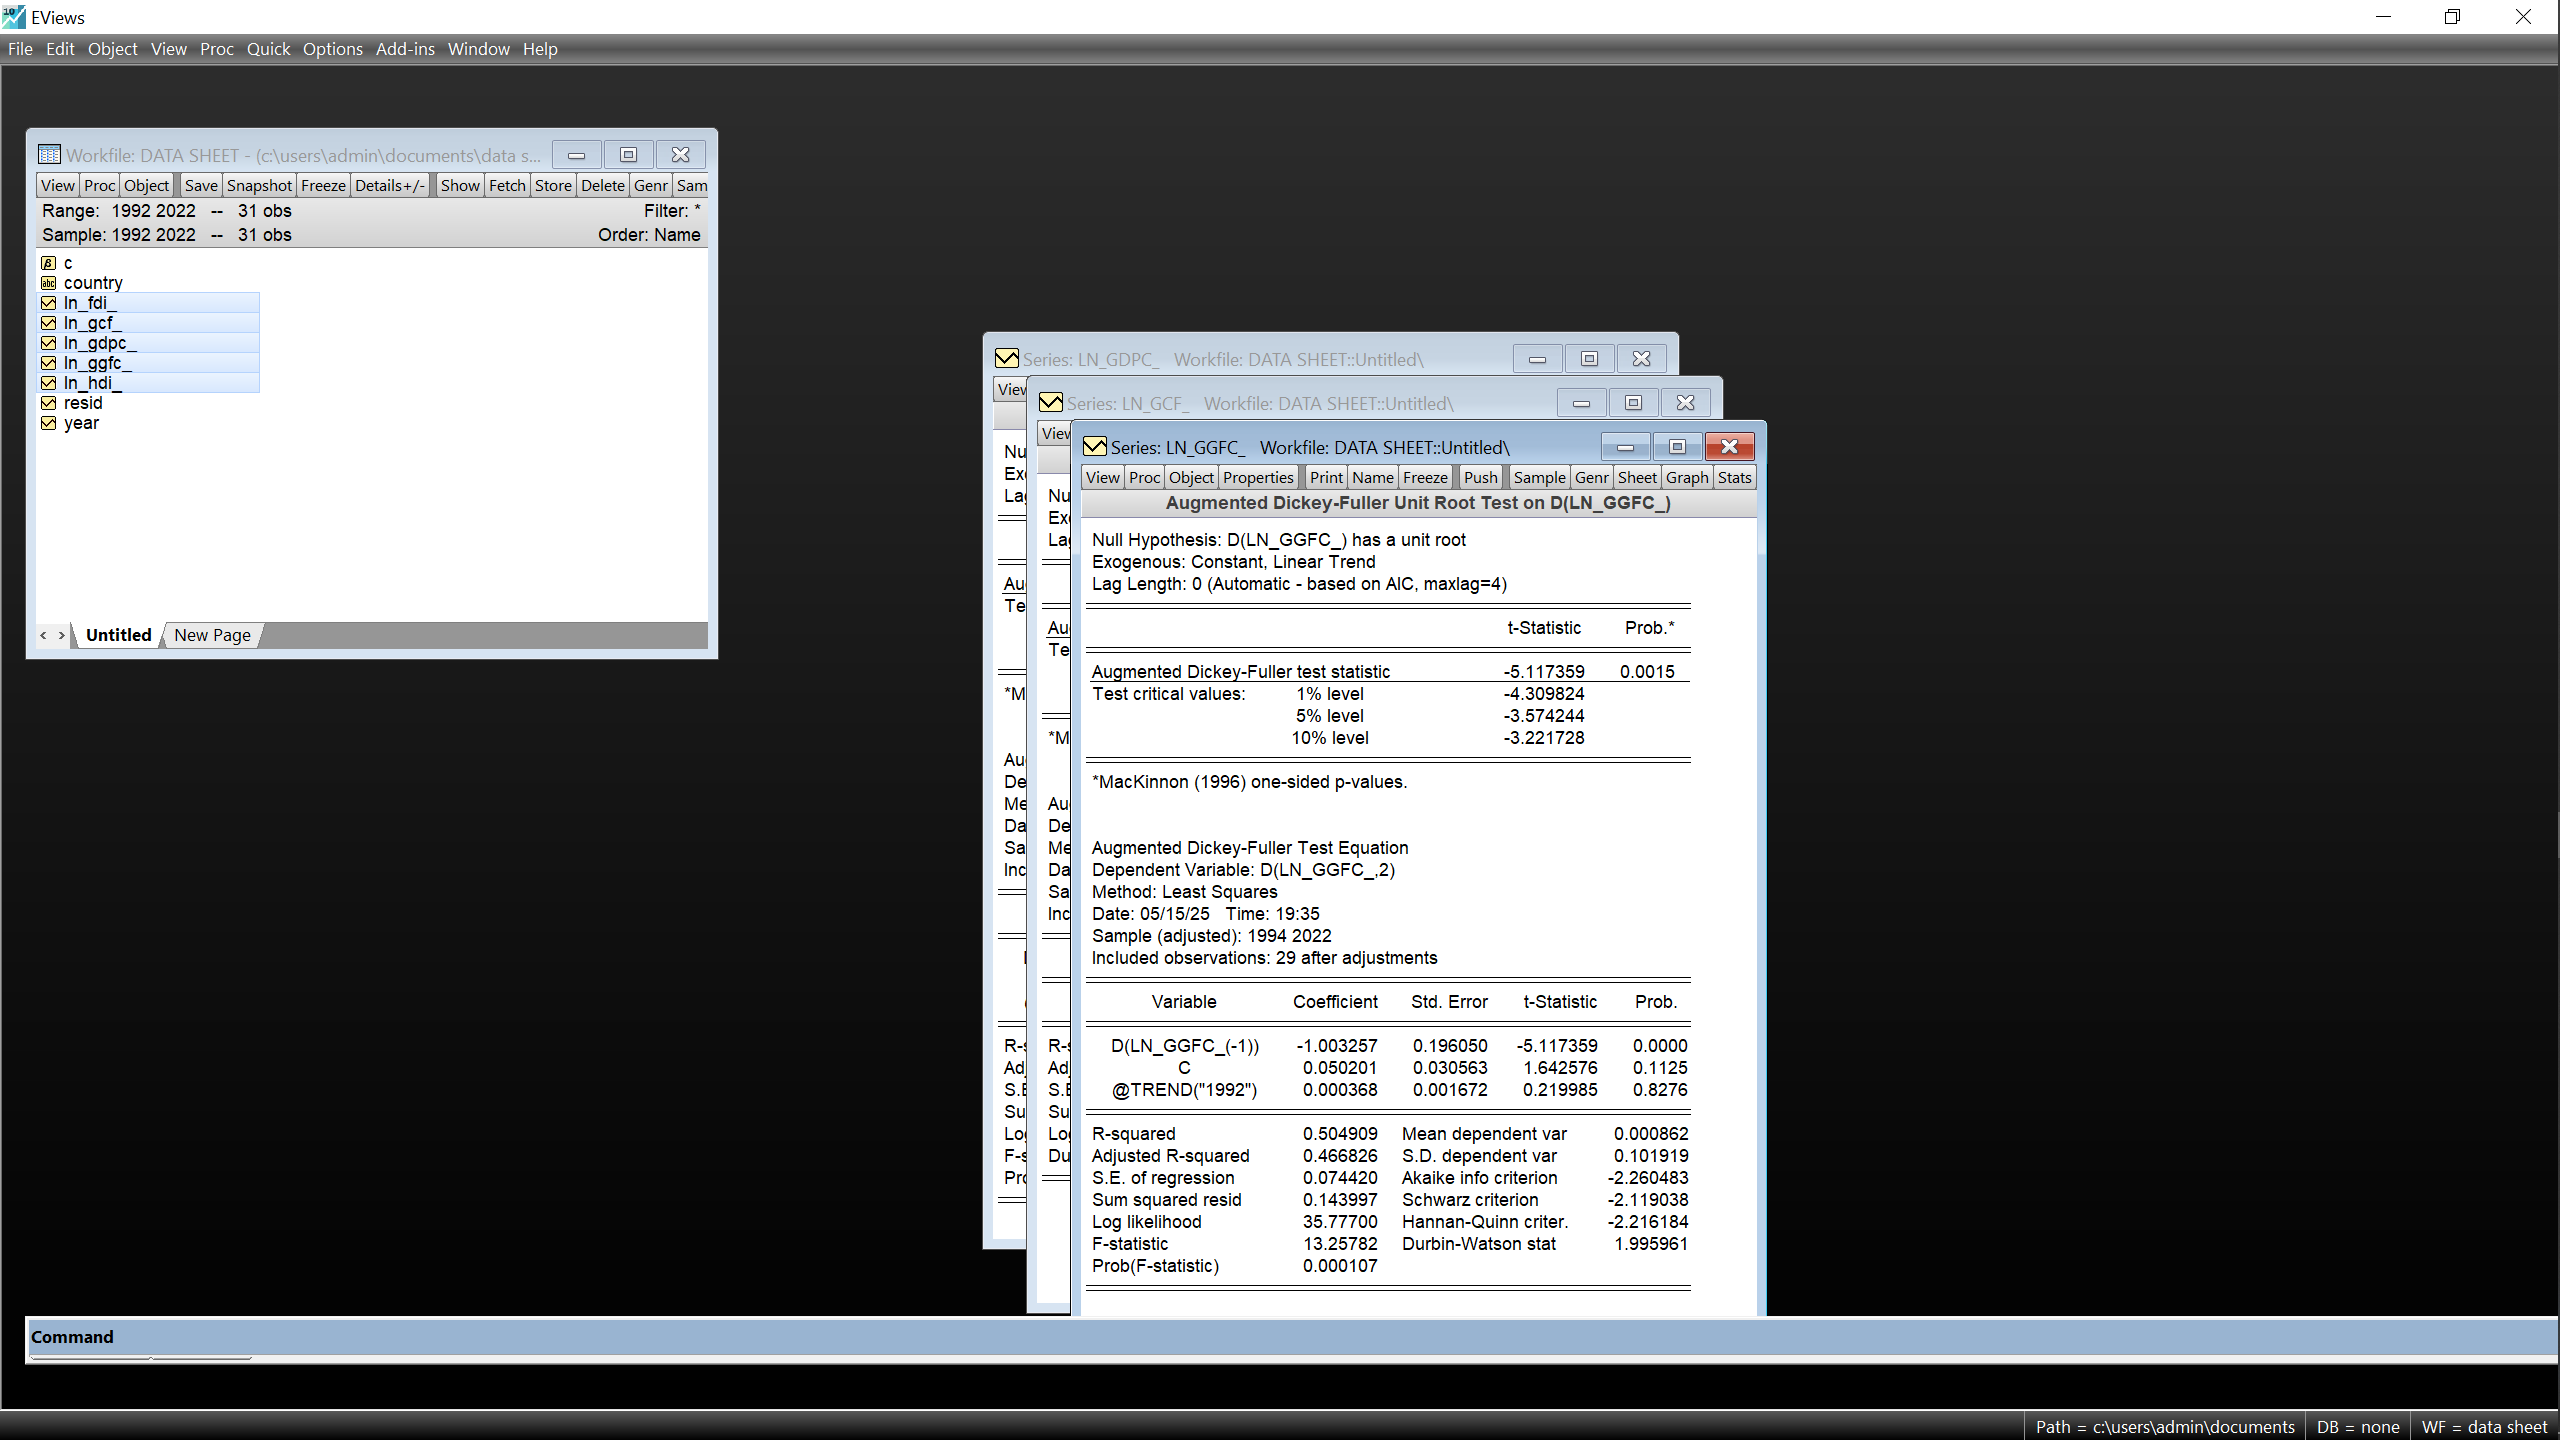 EViews
File Edit Object View Proc Quick Options Add-ins Window Help
Workfile: DATA SHEET - (c:\users\admin\documents\data s...
View Proc Object Save Snapshot Freeze Details+/- Show Fetch Store Delete Genr Sam
Range: 1992 2022 -- 31 obs Filter: *
Sample: 1992 2022 -- 31 obs Order: Name
c
country
ln_fdi_
ln_gcf_
ln_gdpc_
ln_ggfc_
ln_hdi_
resid
year
Untitled New Page
Series: LN_GDPC_ Workfile: DATA SHEET::Untitled\
Series: LN_GCF_ Workfile: DATA SHEET::Untitled\
Series: LN_GGFC_ Workfile: DATA SHEET::Untitled\
View Proc Object Properties Print Name Freeze Push Sample Genr Sheet Graph Stats
Augmented Dickey-Fuller Unit Root Test on D(LN_GGFC_)
Null Hypothesis: D(LN_GGFC_) has a unit root
Exogenous: Constant, Linear Trend
Lag Length: 0 (Automatic - based on AIC, maxlag=4)
t-Statistic Prob.*
Augmented Dickey-Fuller test statistic -5.117359 0.0015
Test critical values: 1% level -4.309824
5% level -3.574244
10% level -3.221728
*MacKinnon (1996) one-sided p-values.
Augmented Dickey-Fuller Test Equation
Dependent Variable: D(LN_GGFC_,2)
Method: Least Squares
Date: 05/15/25 Time: 19:35
Sample (adjusted): 1994 2022
Included observations: 29 after adjustments
Variable Coefficient Std. Error t-Statistic Prob.
D(LN_GGFC_(-1)) -1.003257 0.196050 -5.117359 0.0000
C 0.050201 0.030563 1.642576 0.1125
@TREND("1992") 0.000368 0.001672 0.219985 0.8276
R-squared 0.504909 Mean dependent var 0.000862
Adjusted R-squared 0.466826 S.D. dependent var 0.101919
S.E. of regression 0.074420 Akaike info criterion -2.260483
Sum squared resid 0.143997 Schwarz criterion -2.119038
Log likelihood 35.77700 Hannan-Quinn criter. -2.216184
F-statistic 13.25782 Durbin-Watson stat 1.995961
Prob(F-statistic) 0.000107
Command
Path = c:\users\admin\documents DB = none WF = data sheet